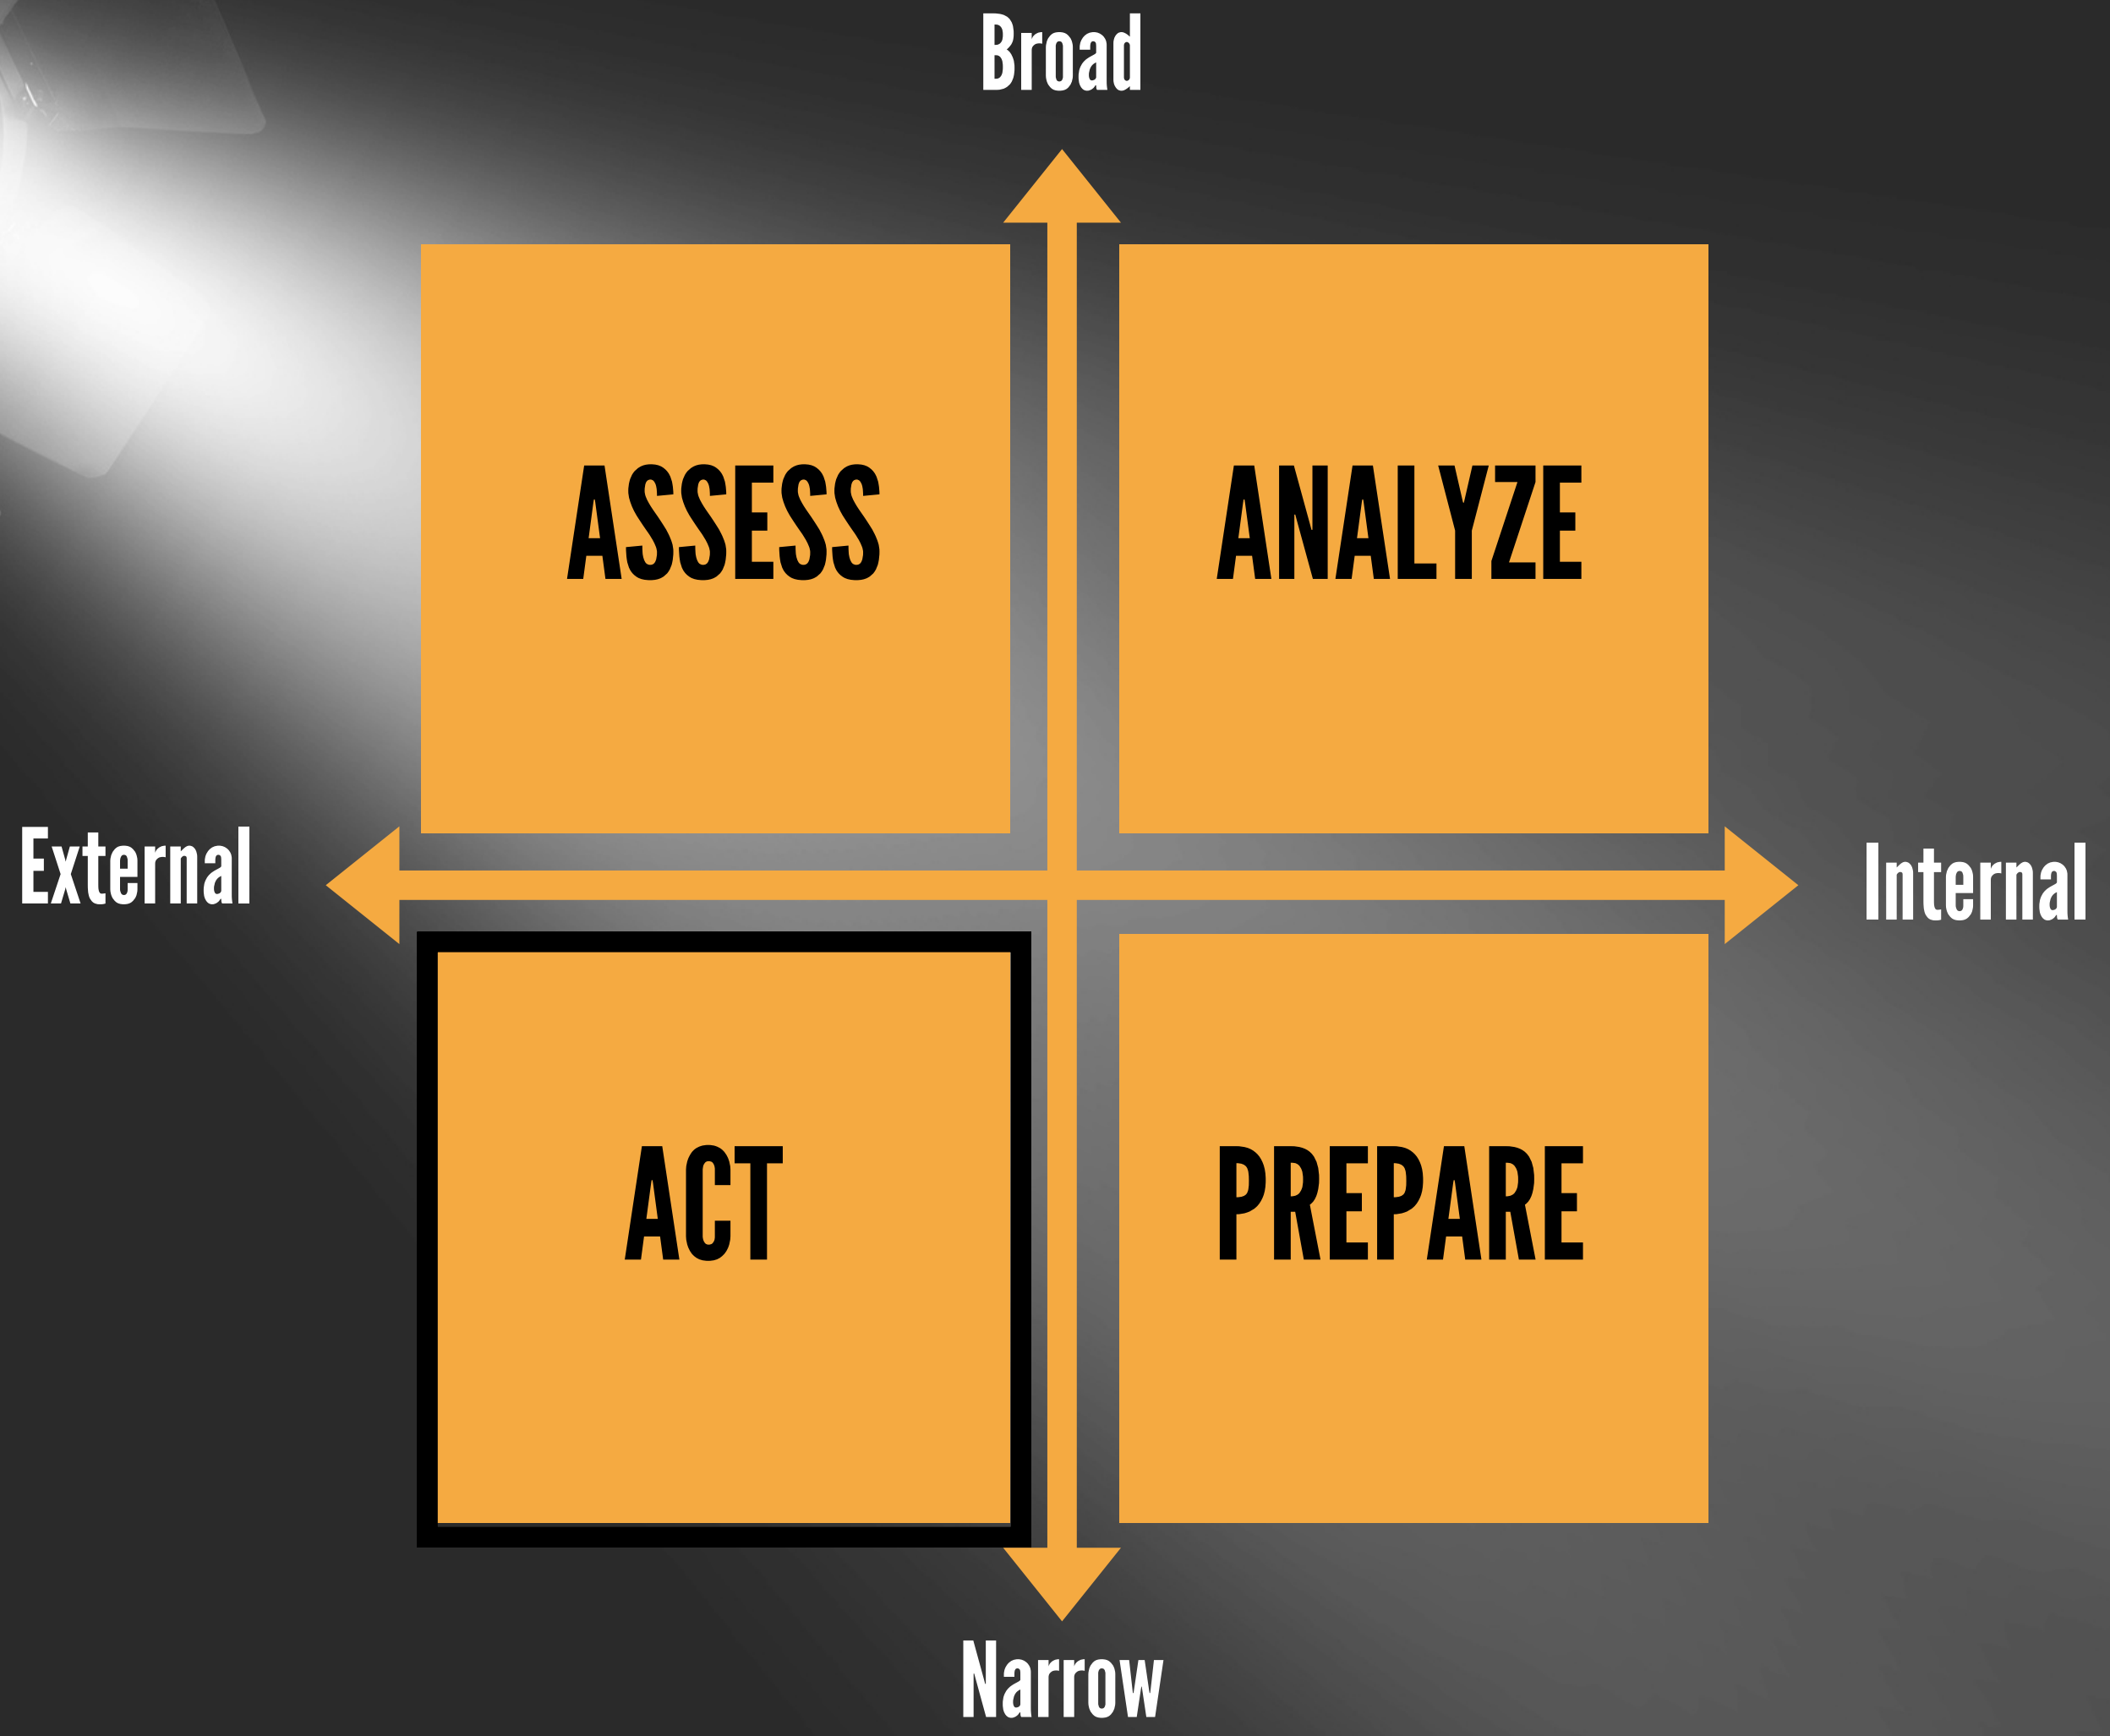 Broad
ASSESS
ANALYZE
External
Internal
ACT
PREPARE
Narrow